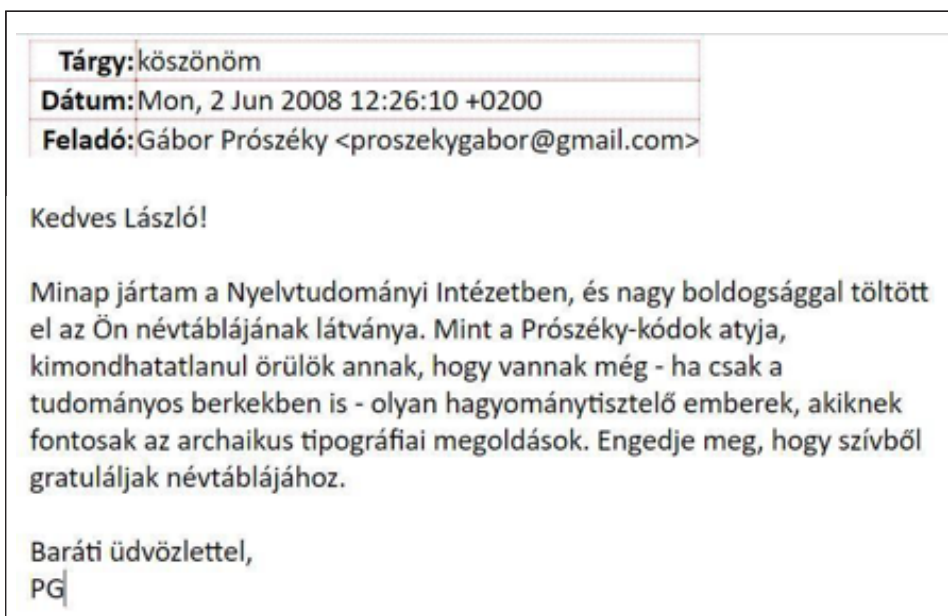 Tárgy: köszönöm
Dátum: Mon, 2 Jun 2008 12:26:10 +0200
Feladó: Gábor Prószéky <proszekygabor@gmail.com>
Kedves László!
Minap jártam a Nyelvtudományi Intézetben, és nagy boldogsággal töltött
el az Ön névtáblájának látványa. Mint a Prószéky-kódok atyja,
kimondhatatlanul örülök annak, hogy vannak még - ha csak a
tudományos berkekben is - olyan hagyománytisztelő emberek, akiknek
fontosak az archaikus tipográfiai megoldások. Engedje meg, hogy szívből
gratuláljak névtáblájához.
Baráti üdvözlettel,
PG